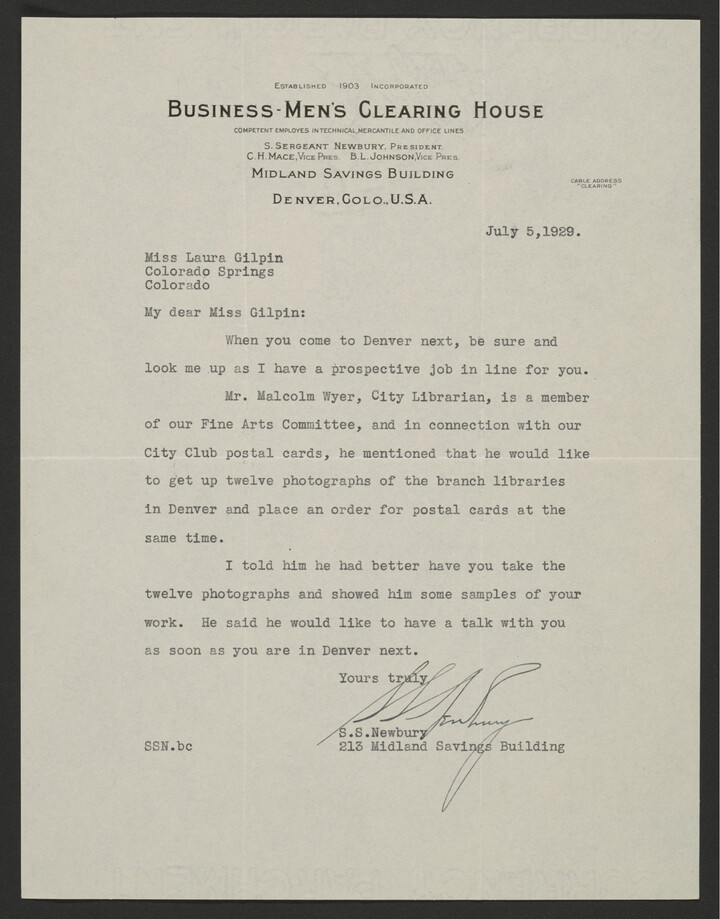 ESTABLISHED 1903 INCORPORATED
BUSINESS-MEN'S CLEARING HOUSE
COMPETENT EMPLOYES IN TECHNICAL, MERCANTILE AND OFFICE LINES
S. SERGEANT NEWBURY, PRESIDENT.
C. H. MACE, VICE PRES. B. L. JOHNSON, VICE PRES.
MIDLAND SAVINGS BUILDING
CABLE ADDRESS
"CLEARING"
DENVER, COLO., U.S.A.
July 5,1929.
Miss Laura Gilpin
Colorado Springs
Colorado
My dear Miss Gilpin:
When you come to Denver next, be sure and
look me up as I have a prospective job in line for you.
Mr. Malcolm Wyer, City Librarian, is a member
of our Fine Arts Committee, and in connection with our
City Club postal cards, he mentioned that he would like
to get up twelve photographs of the branch libraries
in Denver and place an order for postal cards at the
same time.
I told him he had better have you take the
twelve photographs and showed him some samples of your
work. He said he would like to have a talk with you
as soon as you are in Denver next.
Yours truly
S S Newbury
S.S.Newbury
SSN.bc 213 Midland Savings Building